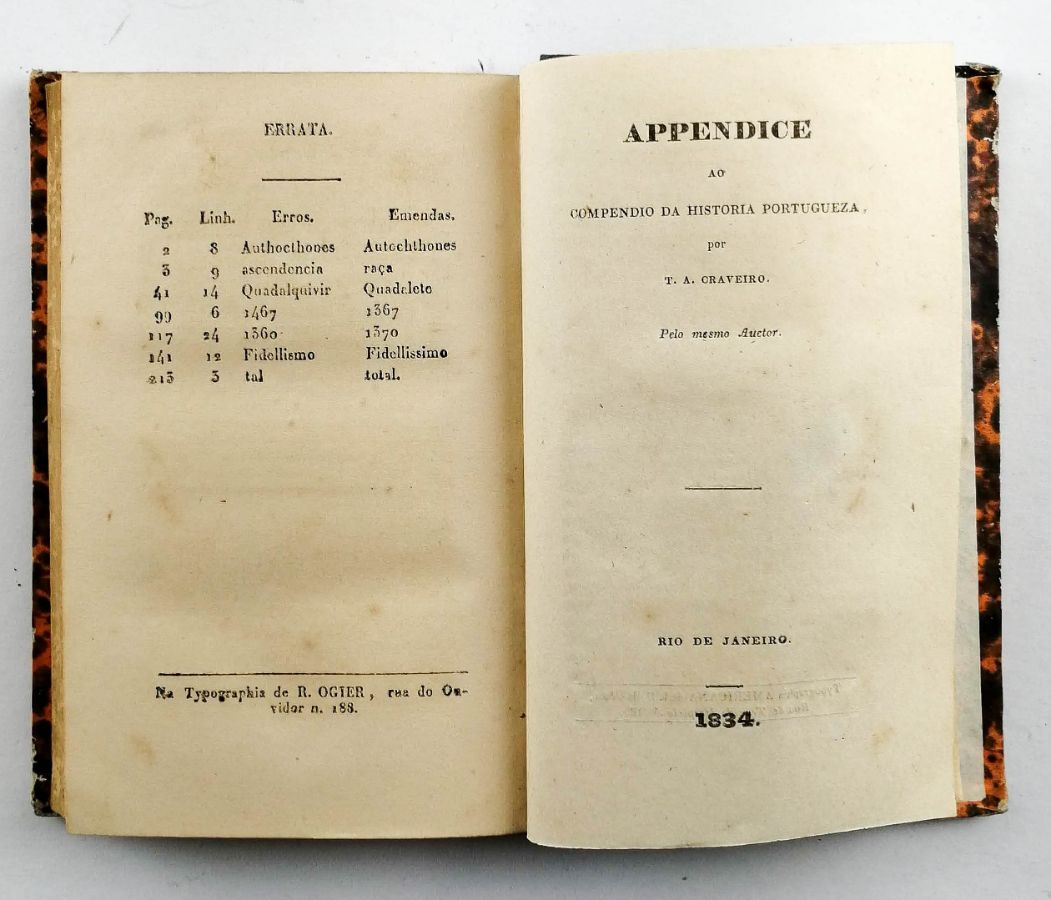 ERRATA.
Pag. Linh. Erros. Emendas.
2 8 Authocthones Autochthones
3 9 ascendencia raça
41 14 Quadalquivir Quadalete
99 6 1467 1367
117 24 1360 1370
141 12 Fidellismo Fidellissimo
213 3 tal total.
Na Typographia de R. OGIER, rua do Ou-
vidor n. 188.
APPENDICE
AO
COMPENDIO DA HISTORIA PORTUGUEZA,
por
T. A. CRAVEIRO.
Pelo mesmo Auctor.
RIO DE JANEIRO.
1834.